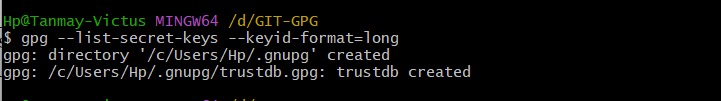 Hp@Tanmay-Victus MINGW64 /d/GIT-GPG
$ gpg --list-secret-keys --keyid-format=long
gpg: directory '/c/Users/Hp/.gnupg' created
gpg: /c/Users/Hp/.gnupg/trustdb.gpg: trustdb created